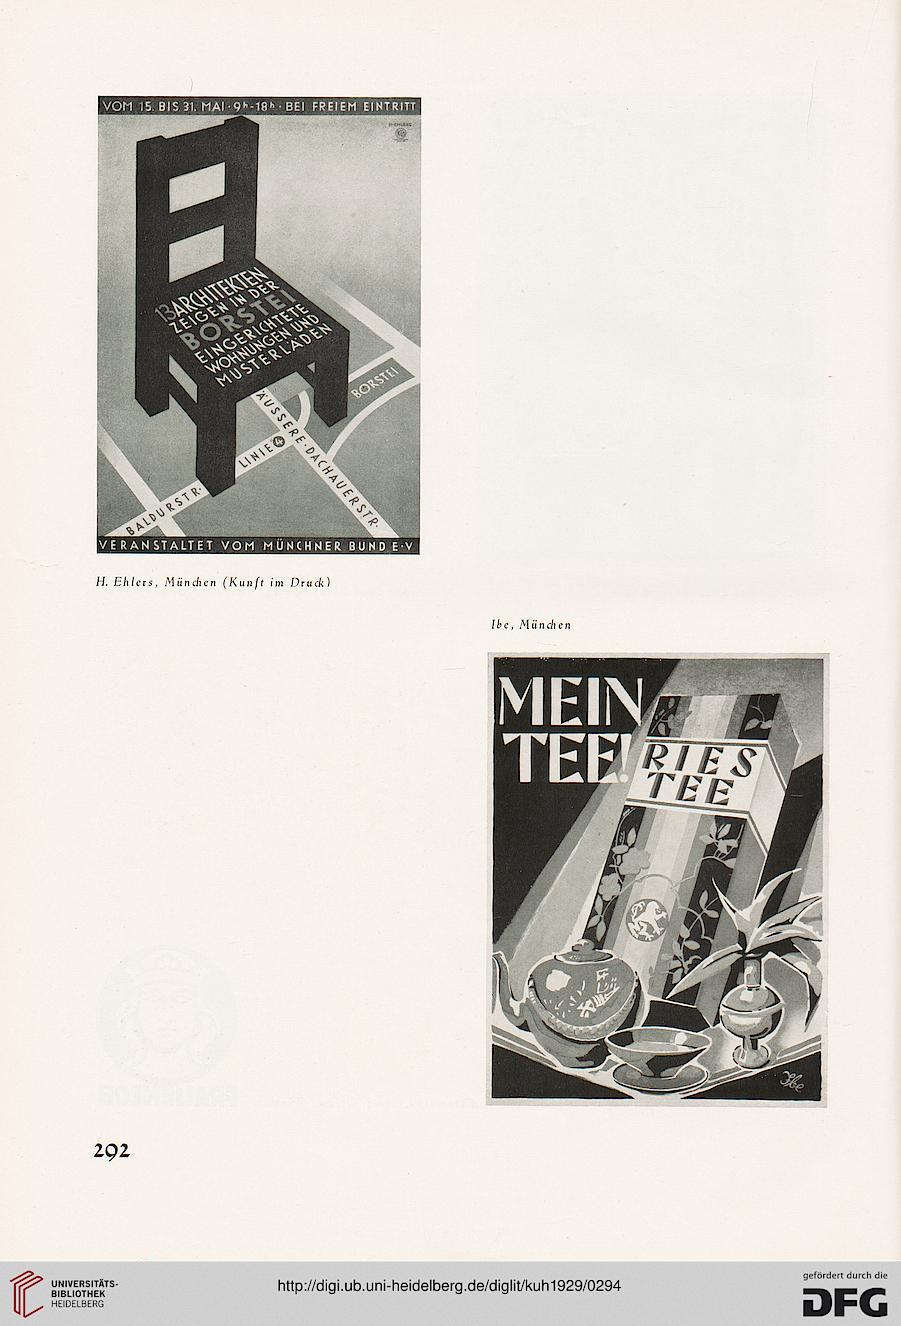 VOM 15. BIS 31. MAI · 9ʰ-18ʰ · BEI FREIEM EINTRITT
H·EHLERS
13 ARCHITEKTEN
ZEIGEN IN DER
BORSTEI
EINGERICHTETE
WOHNUNGEN UND
MUSTERLÄDEN
BORSTEI
ÄUSSERE·DACHAUERSTR.
LINIE 4
BALDURSTR.
VERANSTALTET VOM MÜNCHNER BUND E·V
H. Ehlers, München (Kunſt im Druck)
Ibe, München
MEIN
TEE!
RIES
TEE
Ibe
292
UNIVERSITÄTS-
BIBLIOTHEK
HEIDELBERG
http://digi.ub.uni-heidelberg.de/diglit/kuh1929/0294
gefördert durch die
DFG